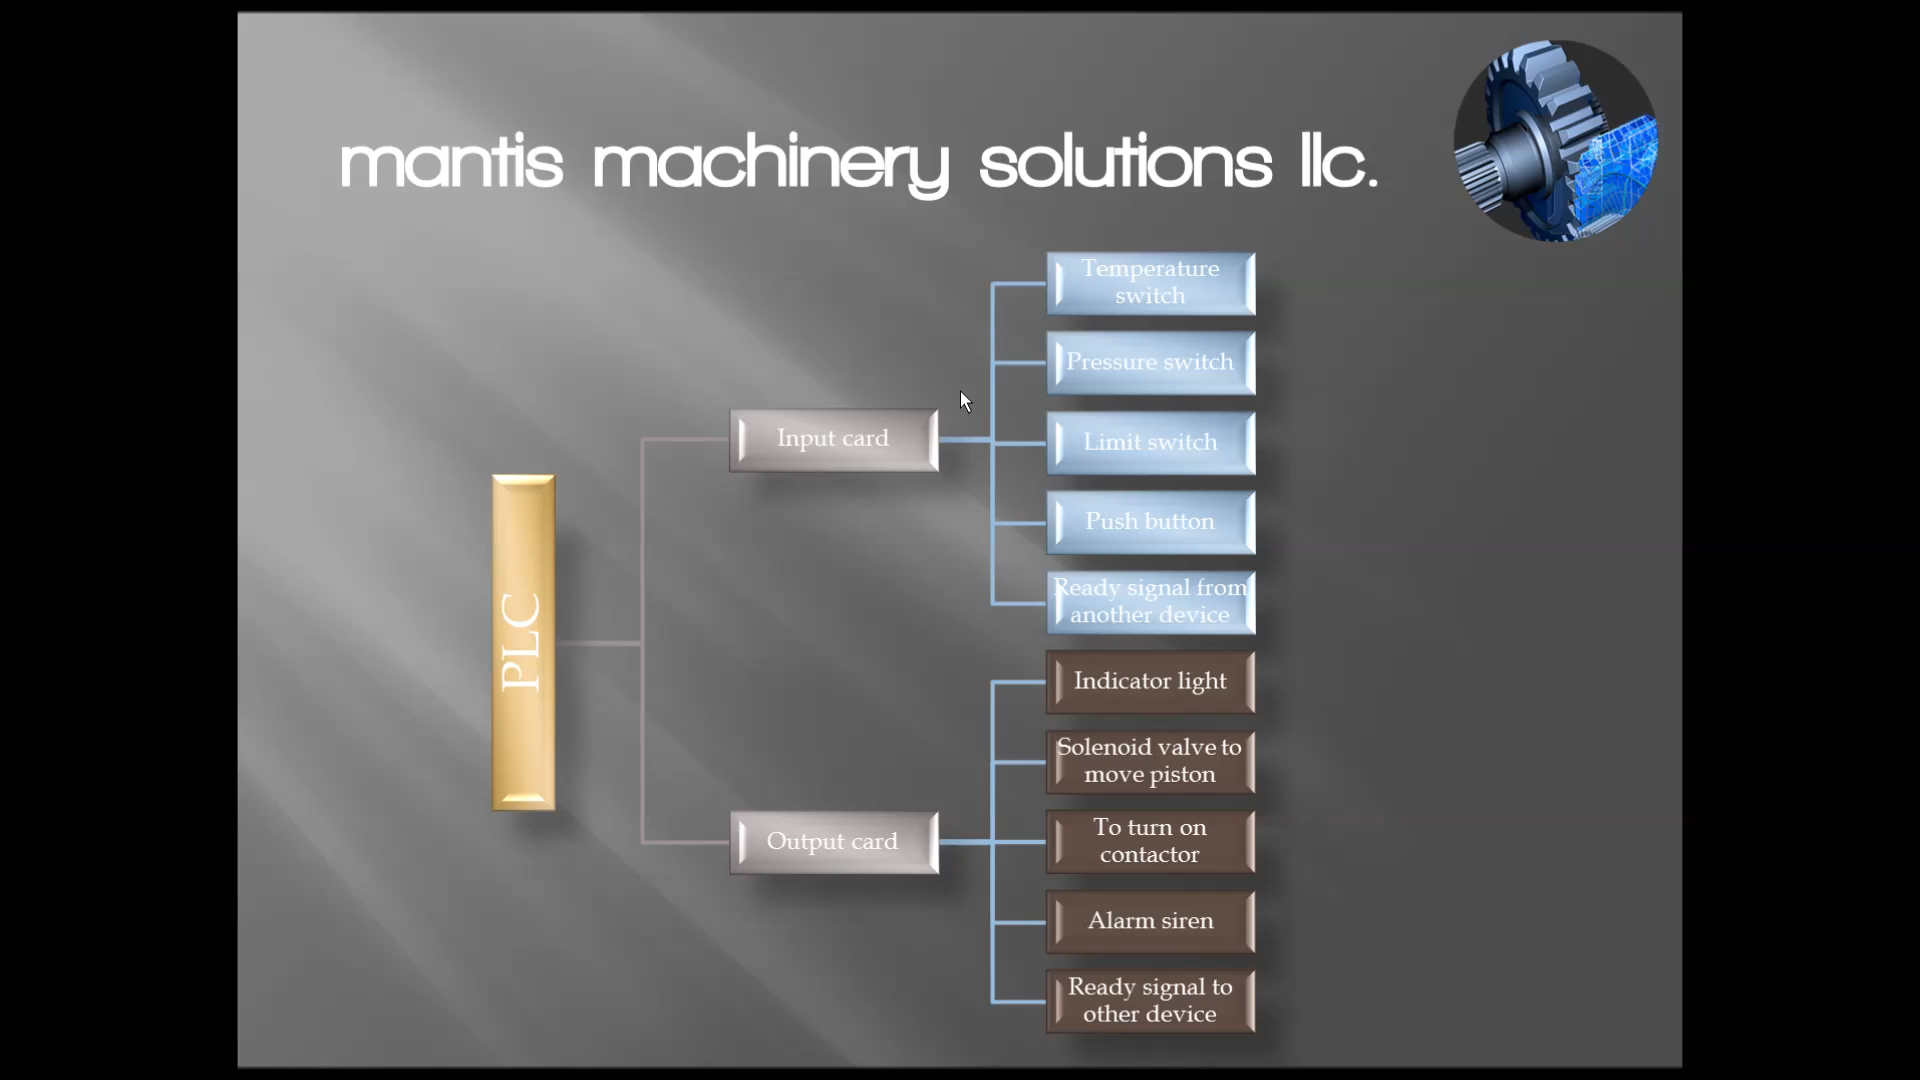 mantis machinery solutions llc.
Temperature
switch
Pressure switch
Input card
Limit switch
Push button
Ready signal from
another device
PLC
Indicator light
Solenoid valve to
move piston
Output card
To turn on
contactor
Alarm siren
Ready signal to
other device